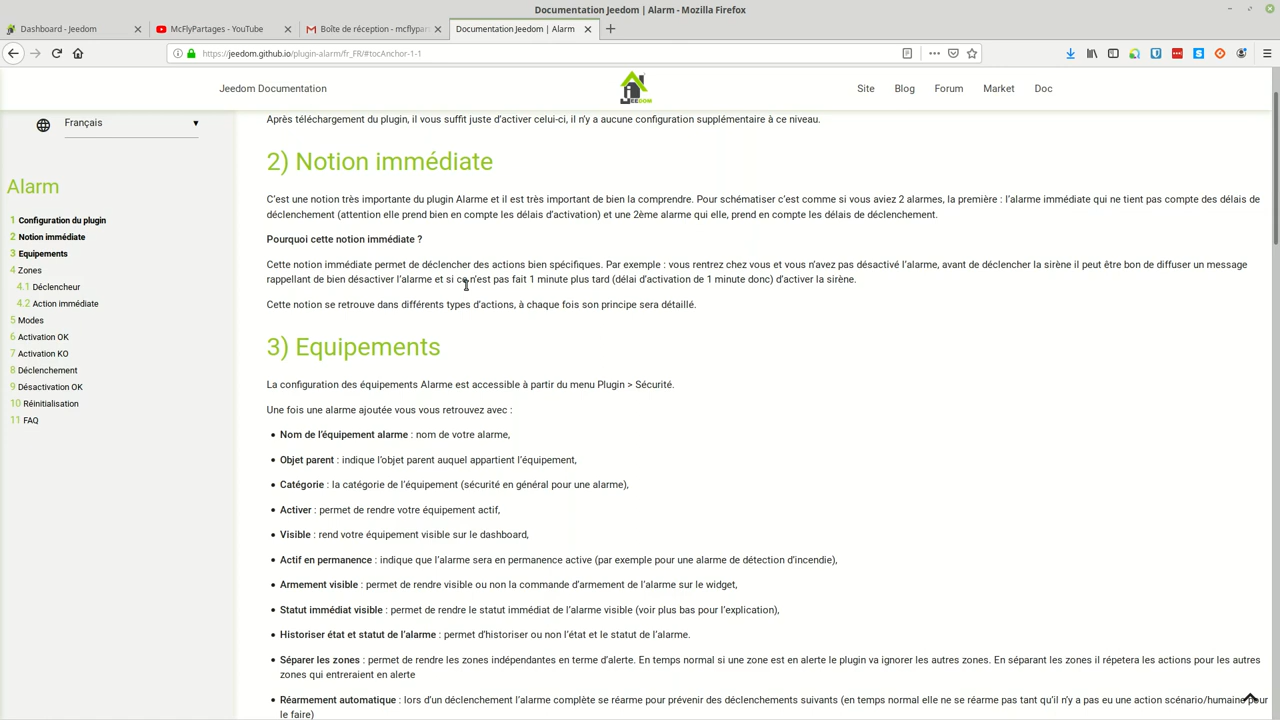 Documentation Jeedom | Alarm - Mozilla Firefox
Dashboard - Jeedom
McFlyPartages - YouTube
Boîte de réception - mcflypar
Documentation Jeedom | Alarm
https://jeedom.github.io/plugin-alarm/fr_FR/#tocAnchor-1-1
Jeedom Documentation
JEEDOM
Site
Blog
Forum
Market
Doc
Français
Alarm
1 Configuration du plugin
2 Notion immédiate
3 Equipements
4 Zones
4.1 Déclencheur
4.2 Action immédiate
5 Modes
6 Activation OK
7 Activation KO
8 Déclenchement
9 Désactivation OK
10 Réinitialisation
11 FAQ
Après téléchargement du plugin, il vous suffit juste d'activer celui-ci, il n'y a aucune configuration supplémentaire à ce niveau.
2) Notion immédiate
C'est une notion très importante du plugin Alarme et il est très important de bien la comprendre. Pour schématiser c'est comme si vous aviez 2 alarmes, la première : l'alarme immédiate qui ne tient pas compte des délais de
déclenchement (attention elle prend bien en compte les délais d'activation) et une 2ème alarme qui elle, prend en compte les délais de déclenchement.
Pourquoi cette notion immédiate ?
Cette notion immédiate permet de déclencher des actions bien spécifiques. Par exemple : vous rentrez chez vous et vous n'avez pas désactivé l'alarme, avant de déclencher la sirène il peut être bon de diffuser un message
rappellant de bien désactiver l'alarme et si ce n'est pas fait 1 minute plus tard (délai d'activation de 1 minute donc) d'activer la sirène.
Cette notion se retrouve dans différents types d'actions, à chaque fois son principe sera détaillé.
3) Equipements
La configuration des équipements Alarme est accessible à partir du menu Plugin > Sécurité.
Une fois une alarme ajoutée vous vous retrouvez avec :
• Nom de l'équipement alarme : nom de votre alarme,
• Objet parent : indique l'objet parent auquel appartient l'équipement,
• Catégorie : la catégorie de l'équipement (sécurité en général pour une alarme),
• Activer : permet de rendre votre équipement actif,
• Visible : rend votre équipement visible sur le dashboard,
• Actif en permanence : indique que l'alarme sera en permanence active (par exemple pour une alarme de détection d'incendie),
• Armement visible : permet de rendre visible ou non la commande d'armement de l'alarme sur le widget,
• Statut immédiat visible : permet de rendre le statut immédiat de l'alarme visible (voir plus bas pour l'explication),
• Historiser état et statut de l'alarme : permet d'historiser ou non l'état et le statut de l'alarme.
• Séparer les zones : permet de rendre les zones indépendantes en terme d'alerte. En temps normal si une zone est en alerte le plugin va ignorer les autres zones. En séparant les zones il répetera les actions pour les autres
zones qui entreraient en alerte
• Réarmement automatique : lors d'un déclenchement l'alarme complète se réarme pour prévenir des déclenchements suivants (en temps normal elle ne se réarme pas tant qu'il n'y a pas eu une action scénario/humaine pour
le faire)